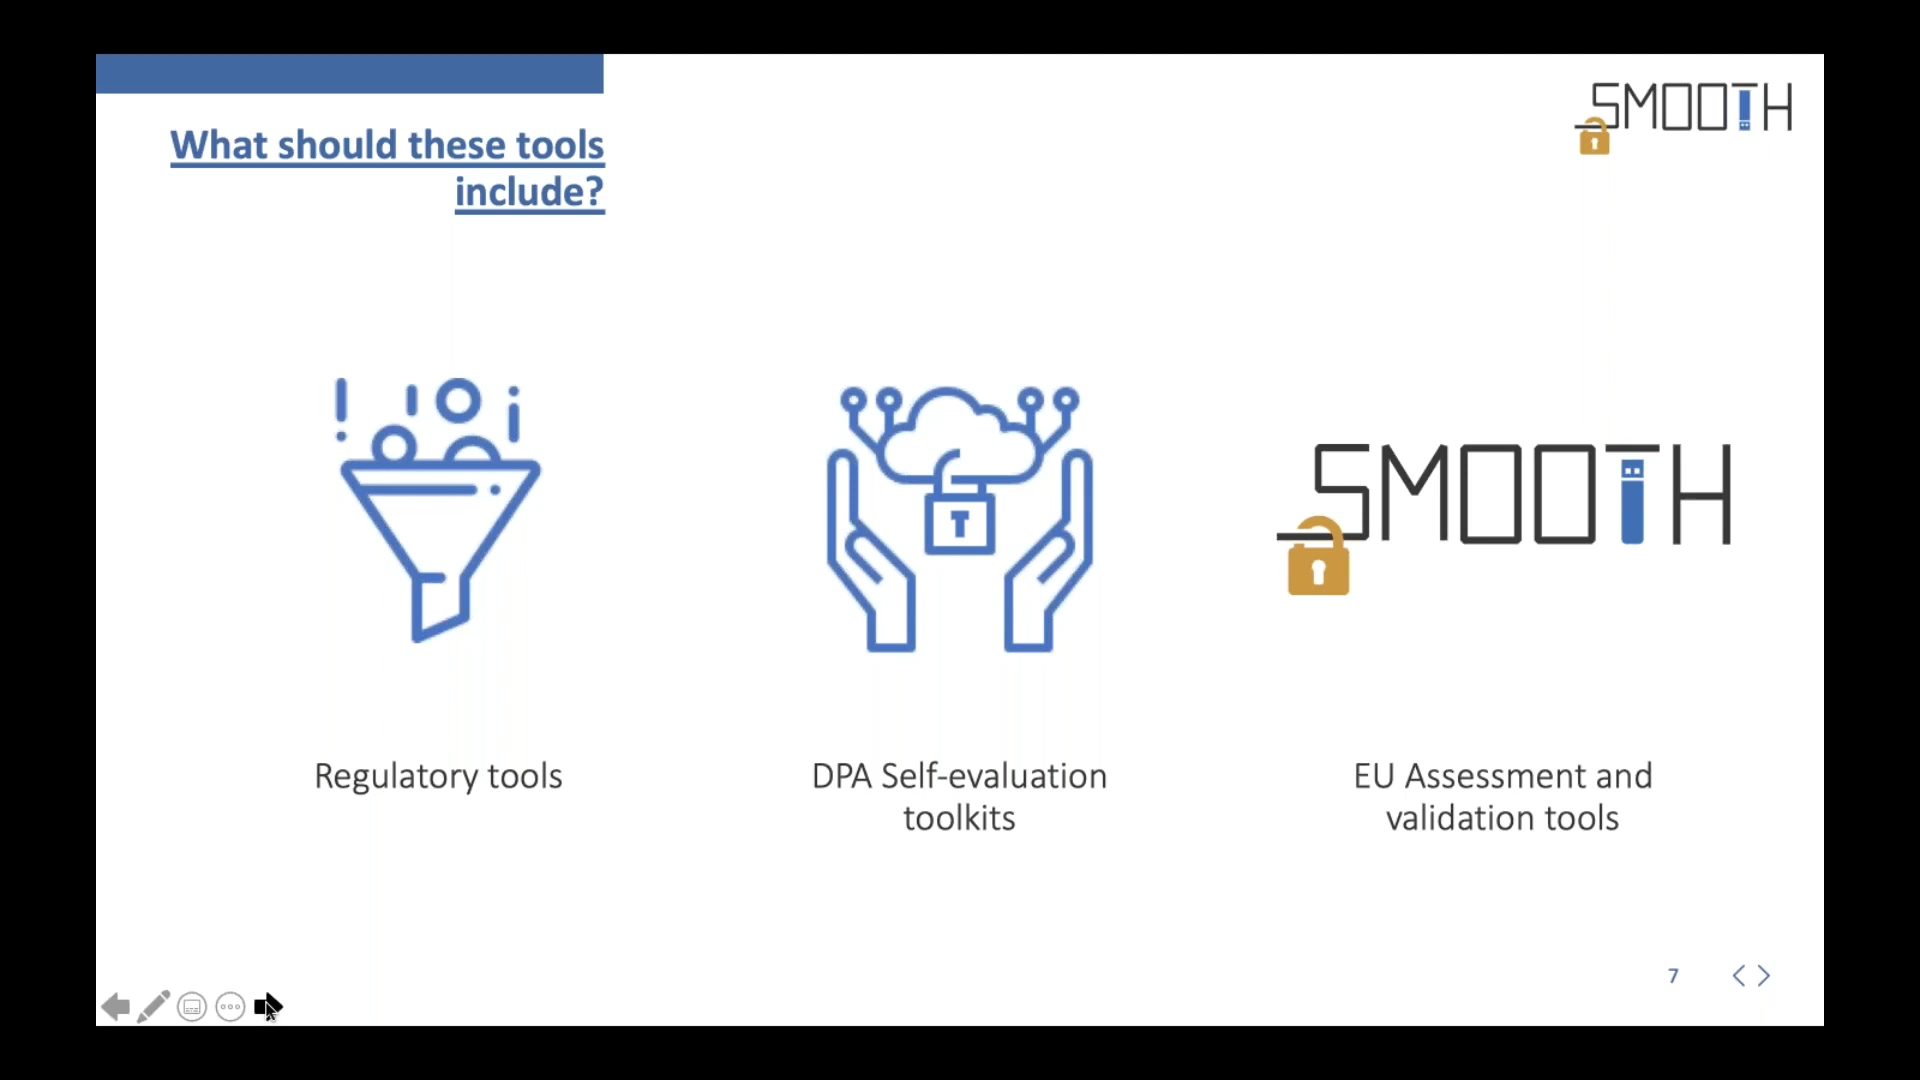 What should these tools
include?
SMOOTH
SMOOTH
Regulatory tools
DPA Self-evaluation
toolkits
EU Assessment and
validation tools
7